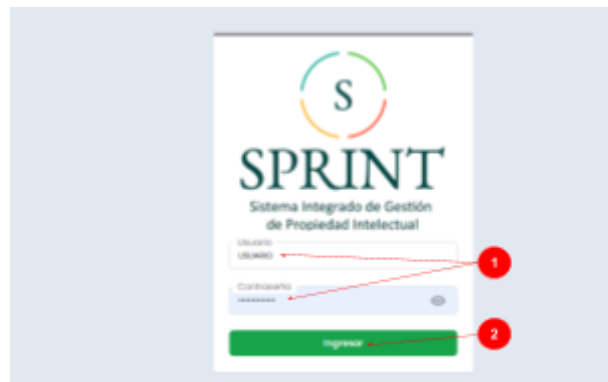 S
SPRINT
Sistema Integrado de Gestión
de Propiedad Intelectual
Usuario
USUARIO
1
Contraseña
Ingresar
2